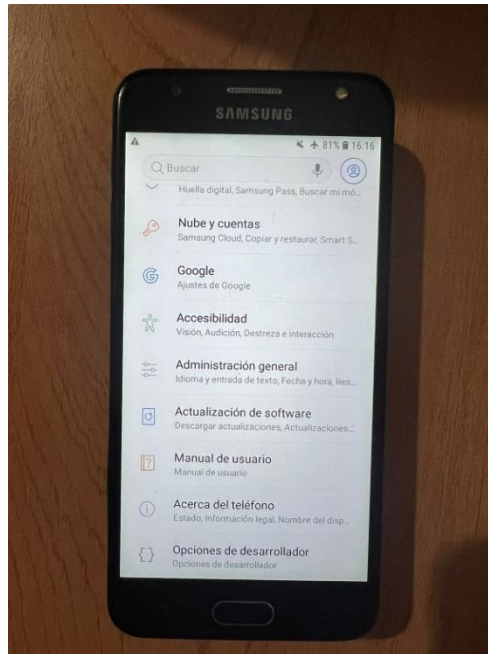 SAMSUNG
81% 16:16
Buscar
Huella digital, Samsung Pass, Buscar mi mó...
Nube y cuentas
Samsung Cloud, Copiar y restaurar, Smart S...
Google
Ajustes de Google
Accesibilidad
Visión, Audición, Destreza e interacción
Administración general
Idioma y entrada de texto, Fecha y hora, Res...
Actualización de software
Descargar actualizaciones, Actualizaciones...
Manual de usuario
Manual de usuario
Acerca del teléfono
Estado, Información legal, Nombre del disp...
Opciones de desarrollador
Opciones de desarrollador